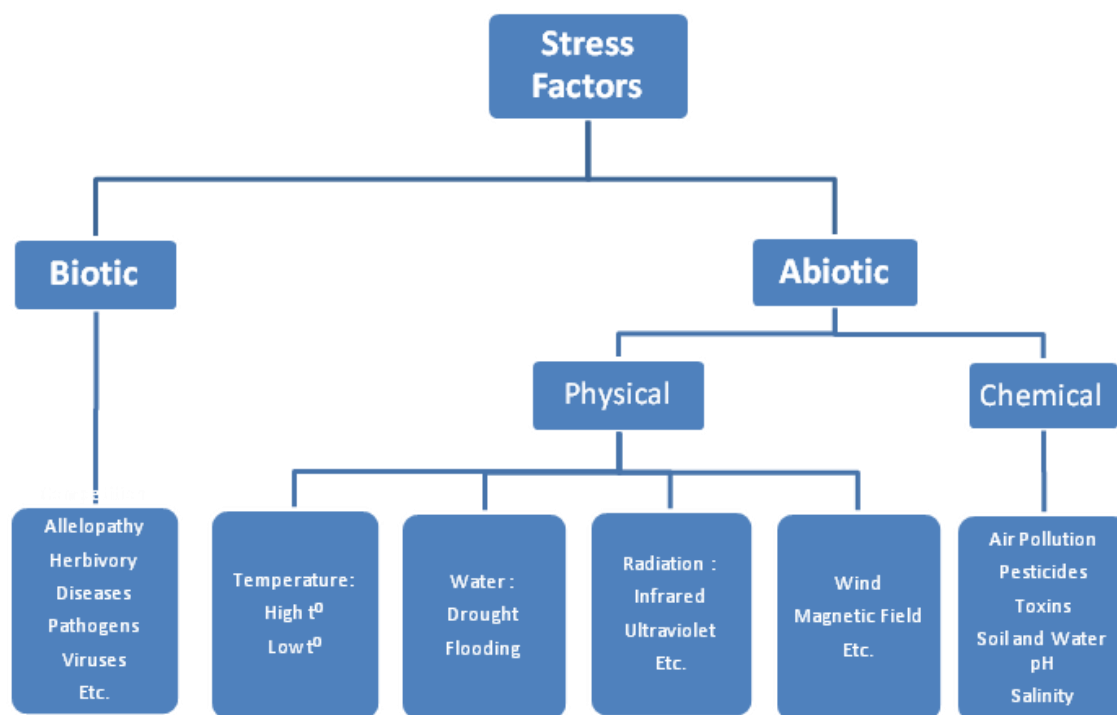 Stress
Factors
Biotic
Abiotic
Physical
Chemical
Allelopathy
Herbivory
Diseases
Pathogens
Viruses
Etc.
Temperature:
High t⁰
Low t⁰
Water :
Drought
Flooding
Radiation :
Infrared
Ultraviolet
Etc.
Wind
Magnetic Field
Etc.
Air Pollution
Pesticides
Toxins
Soil and Water
pH
Salinity